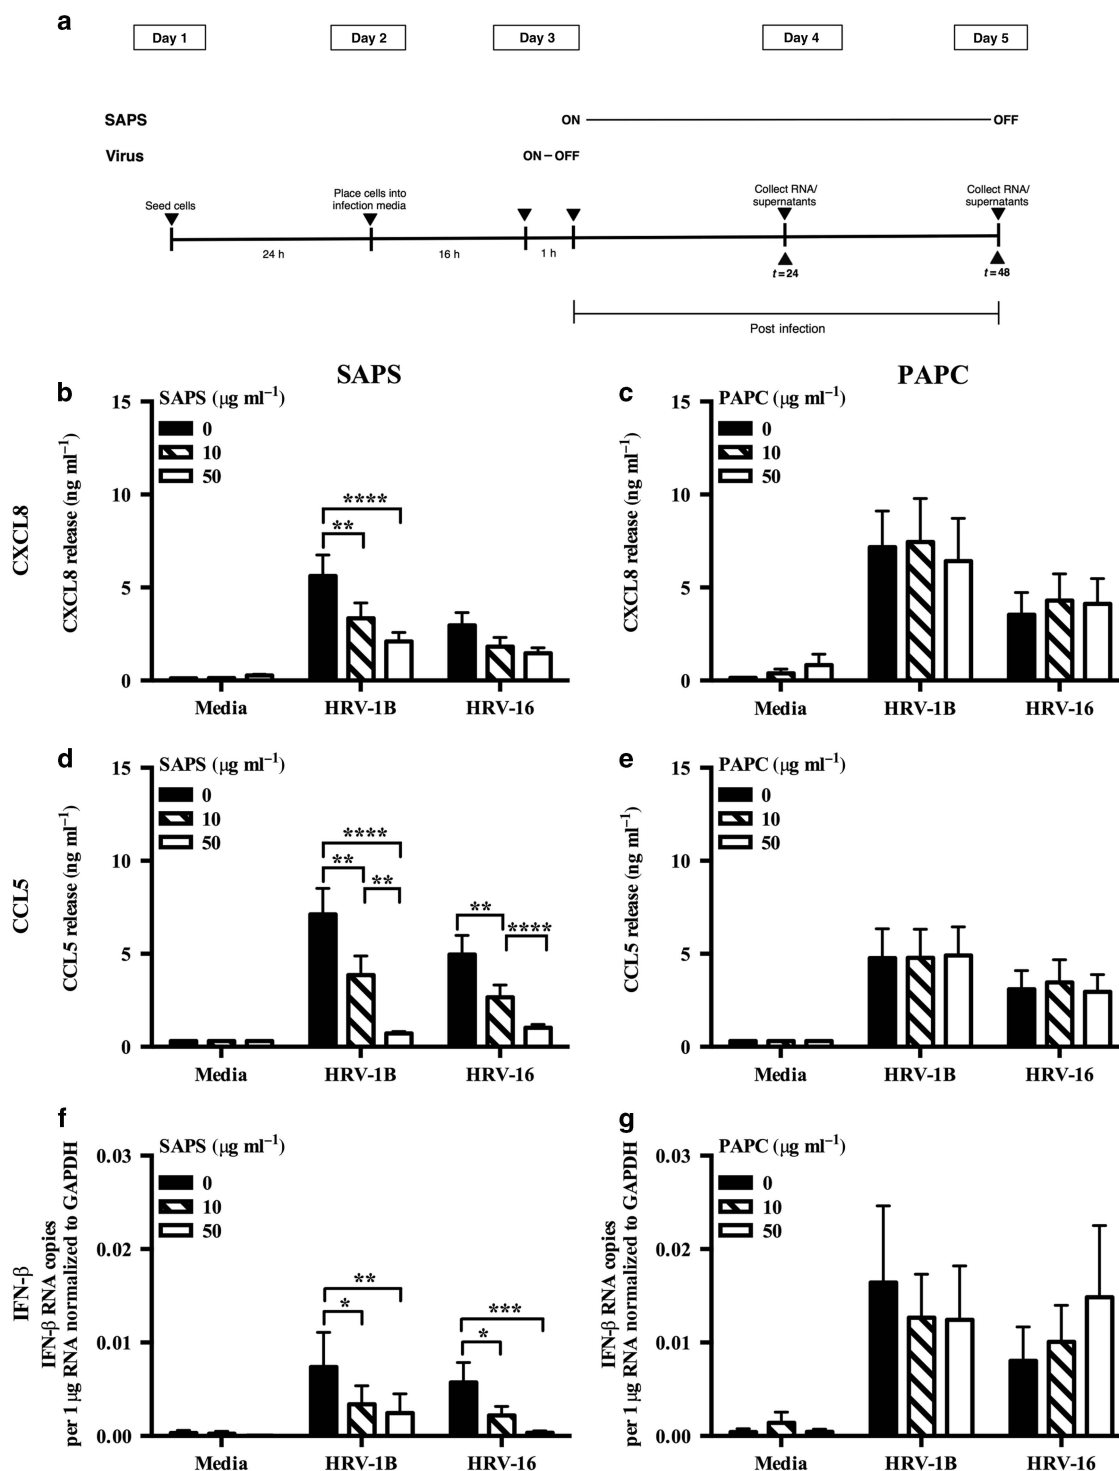 a
Day 1 Day 2 Day 3 Day 4 Day 5
SAPS ON OFF
Virus ON – OFF
Seed cells
Place cells into
infection media
Collect RNA/
supernatants
Collect RNA/
supernatants
24 h 16 h 1 h
t = 24 t = 48
Post infection
SAPS PAPC
b
CXCL8
CXCL8 release (ng ml⁻¹)
SAPS (μg ml⁻¹)
0
10
50
15
10
5
0
****
**
Media HRV-1B HRV-16
c
CXCL8 release (ng ml⁻¹)
PAPC (μg ml⁻¹)
0
10
50
15
10
5
0
Media HRV-1B HRV-16
d
CCL5
CCL5 release (ng ml⁻¹)
SAPS (μg ml⁻¹)
0
10
50
15
10
5
0
****
**
**
**
****
Media HRV-1B HRV-16
e
CCL5 release (ng ml⁻¹)
PAPC (μg ml⁻¹)
0
10
50
15
10
5
0
Media HRV-1B HRV-16
f
IFN-β
IFN-β RNA copies
per 1 μg RNA normalized to GAPDH
SAPS (μg ml⁻¹)
0
10
50
0.03
0.02
0.01
0.00
**
*
***
*
Media HRV-1B HRV-16
g
IFN-β RNA copies
per 1 μg RNA normalized to GAPDH
PAPC (μg ml⁻¹)
0
10
50
0.03
0.02
0.01
0.00
Media HRV-1B HRV-16